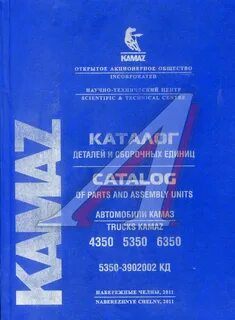 KAMAZ
ОТКРЫТОЕ АКЦИОНЕРНОЕ ОБЩЕСТВО
INCORPORATED
НАУЧНО-ТЕХНИЧЕСКИЙ ЦЕНТР
SCIENTIFIC & TECHNICAL CENTRE
КАТАЛОГ
ДЕТАЛЕЙ И СБОРОЧНЫХ ЕДИНИЦ
CATALOG
OF PARTS AND ASSEMBLY UNITS
АВТОМОБИЛИ КАМАЗ
TRUCKS KAMAZ
4350 5350 6350
5350-3902002 КД
НАБЕРЕЖНЫЕ ЧЕЛНЫ, 2011
NABEREZHNYE CHELNY, 2011
KAMAZ